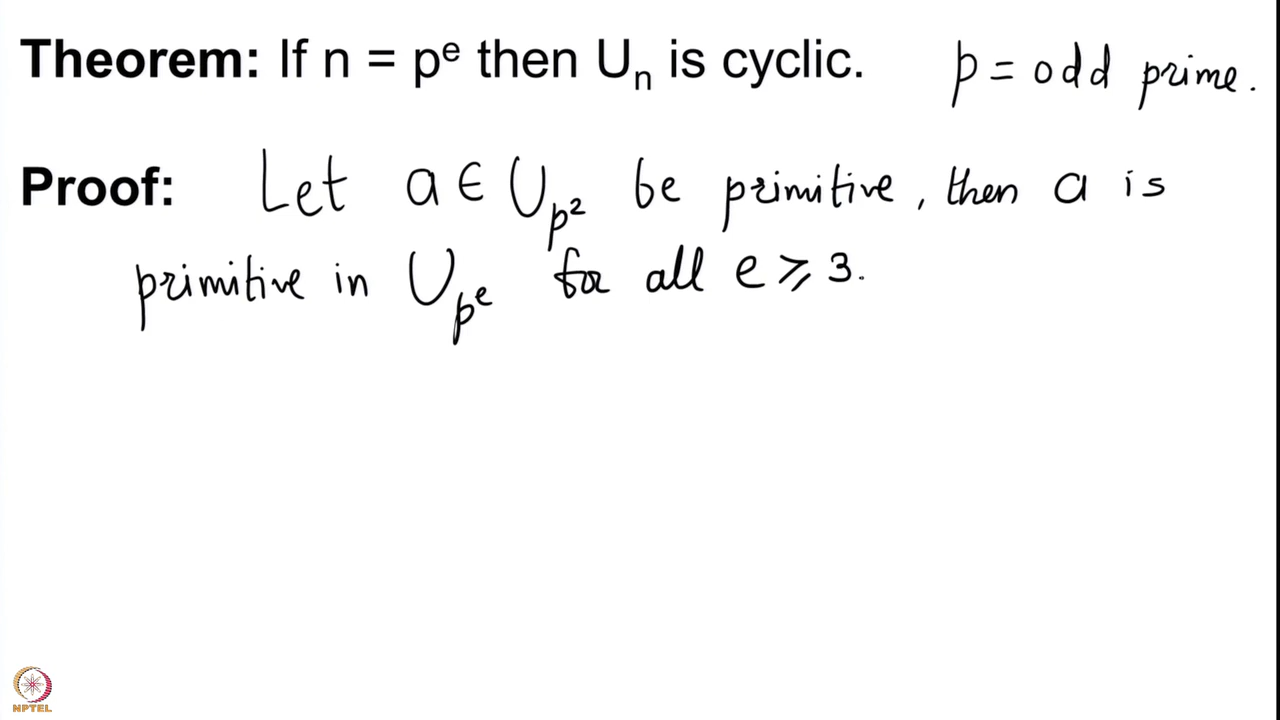 Theorem: If n = pᵉ then Uₙ is cyclic. p = odd prime.
Proof: Let a ∈ U_{p²} be primitive, then a is
primitive in U_{pᵉ} for all e ⩾ 3.
NPTEL